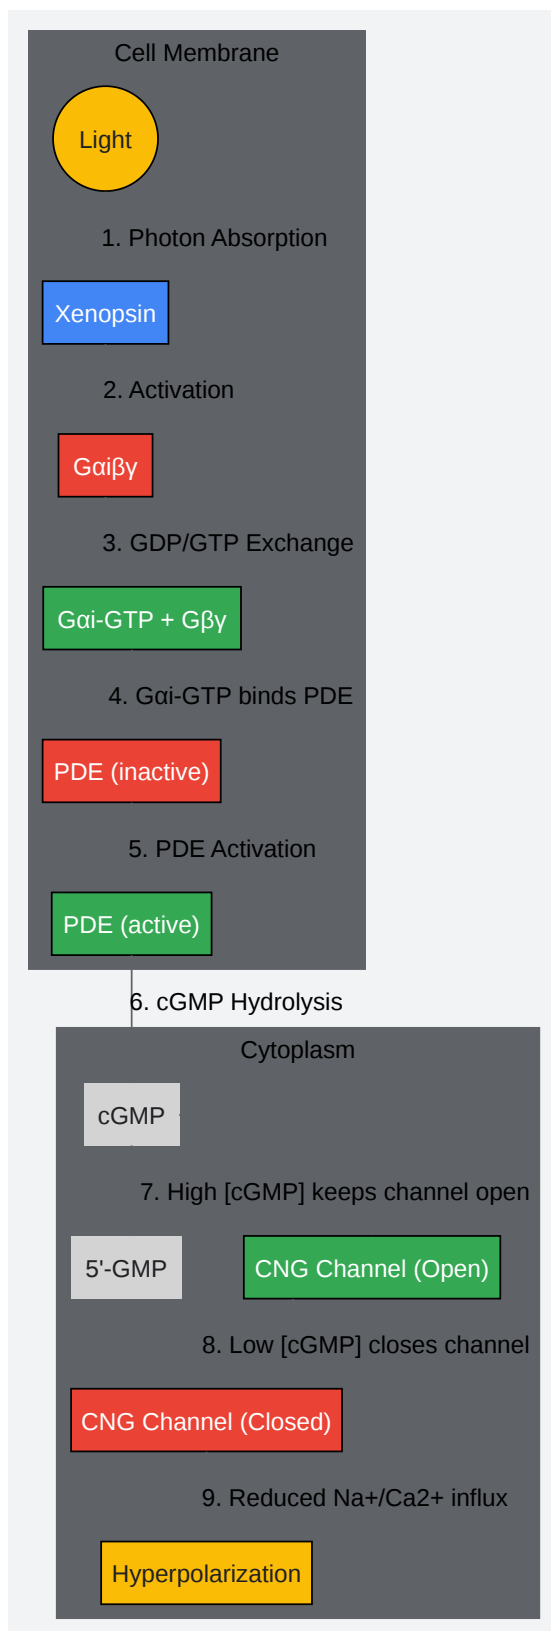 Cell Membrane
Light
1. Photon Absorption
Xenopsin
2. Activation
Gαiβγ
3. GDP/GTP Exchange
Gαi-GTP + Gβγ
4. Gαi-GTP binds PDE
PDE (inactive)
5. PDE Activation
PDE (active)
6. cGMP Hydrolysis
Cytoplasm
cGMP
7. High [cGMP] keeps channel open
5'-GMP
CNG Channel (Open)
8. Low [cGMP] closes channel
CNG Channel (Closed)
9. Reduced Na+/Ca2+ influx
Hyperpolarization